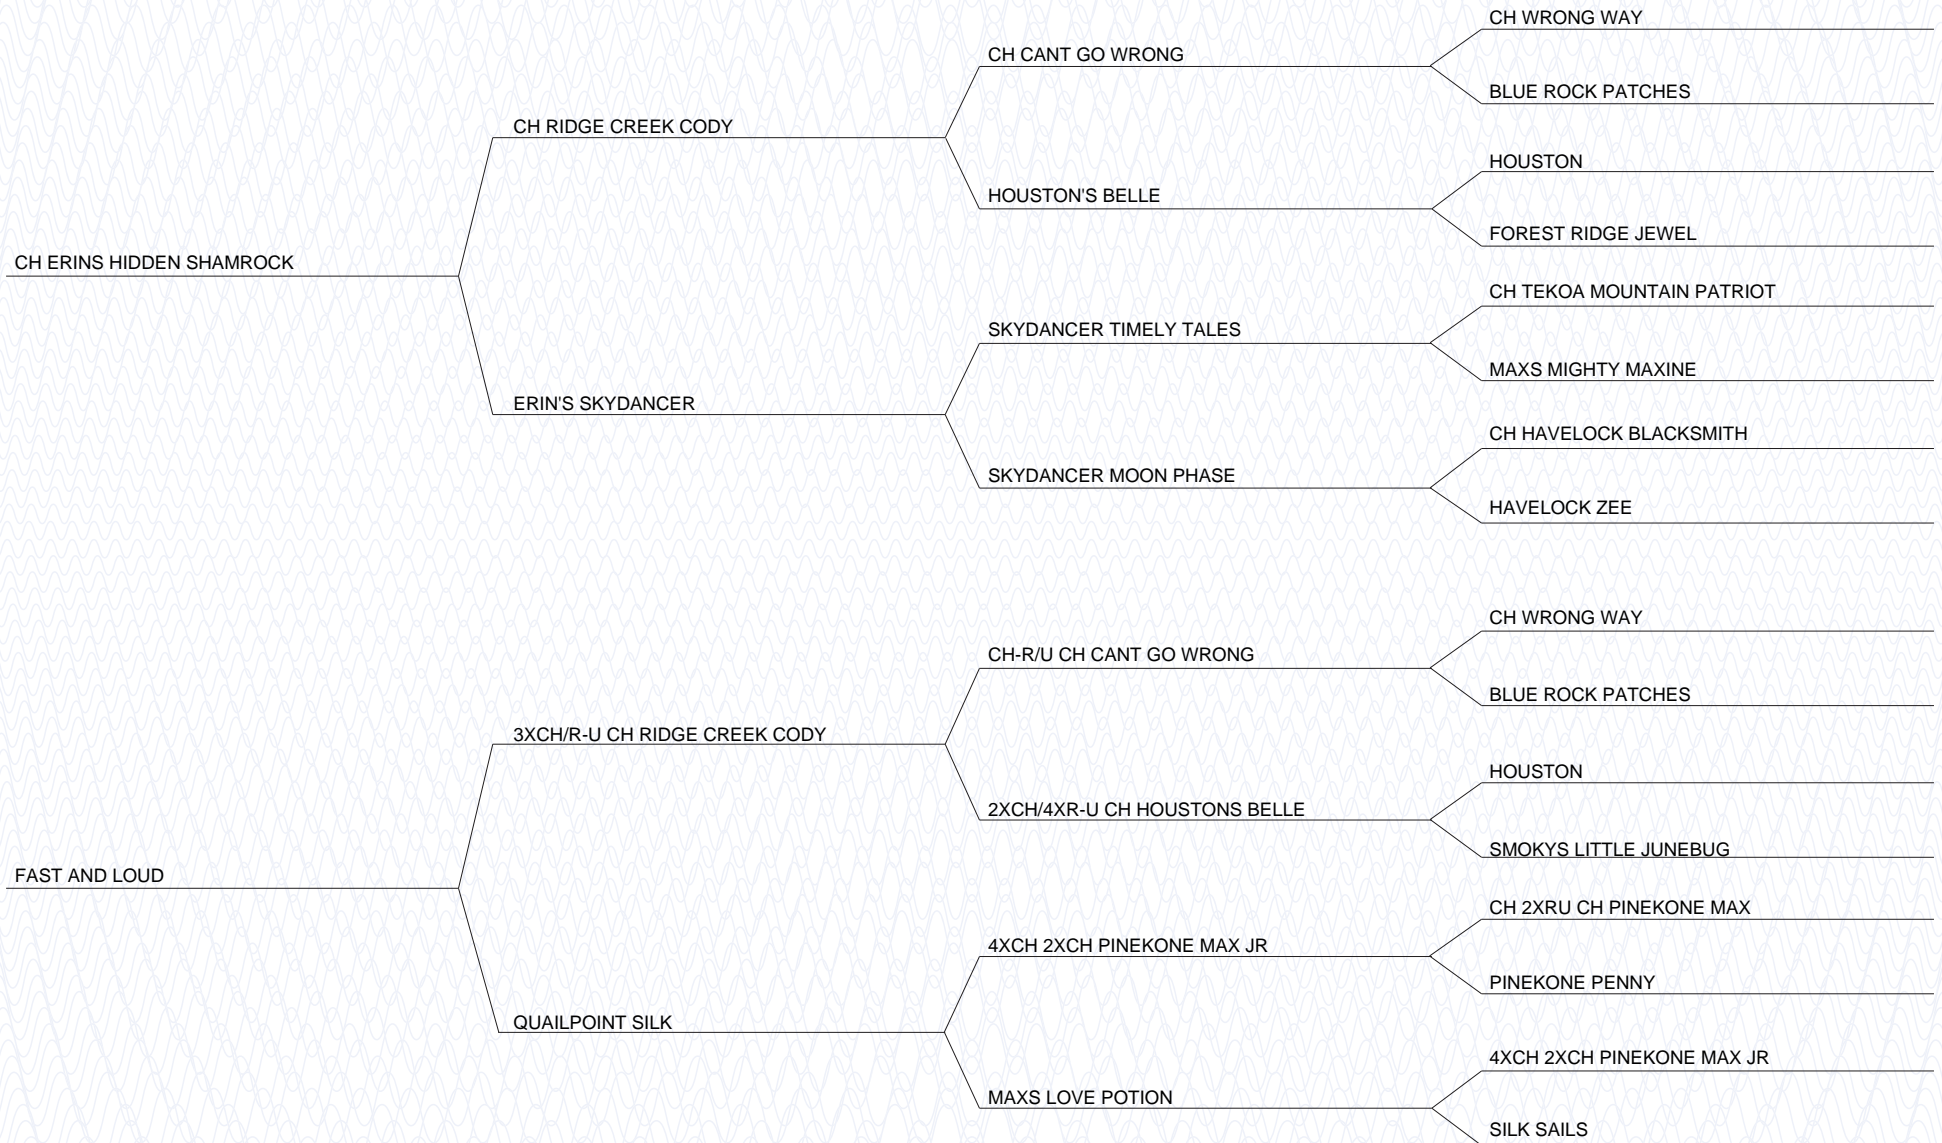 CH WRONG WAY
CH CANT GO WRONG
BLUE ROCK PATCHES
CH RIDGE CREEK CODY
HOUSTON
HOUSTON'S BELLE
FOREST RIDGE JEWEL
CH ERINS HIDDEN SHAMROCK
CH TEKOA MOUNTAIN PATRIOT
SKYDANCER TIMELY TALES
MAXS MIGHTY MAXINE
ERIN'S SKYDANCER
CH HAVELOCK BLACKSMITH
SKYDANCER MOON PHASE
HAVELOCK ZEE
CH WRONG WAY
CH-R/U CH CANT GO WRONG
BLUE ROCK PATCHES
3XCH/R-U CH RIDGE CREEK CODY
HOUSTON
2XCH/4XR-U CH HOUSTONS BELLE
SMOKYS LITTLE JUNEBUG
FAST AND LOUD
CH 2XRU CH PINEKONE MAX
4XCH 2XCH PINEKONE MAX JR
PINEKONE PENNY
QUAILPOINT SILK
4XCH 2XCH PINEKONE MAX JR
MAXS LOVE POTION
SILK SAILS